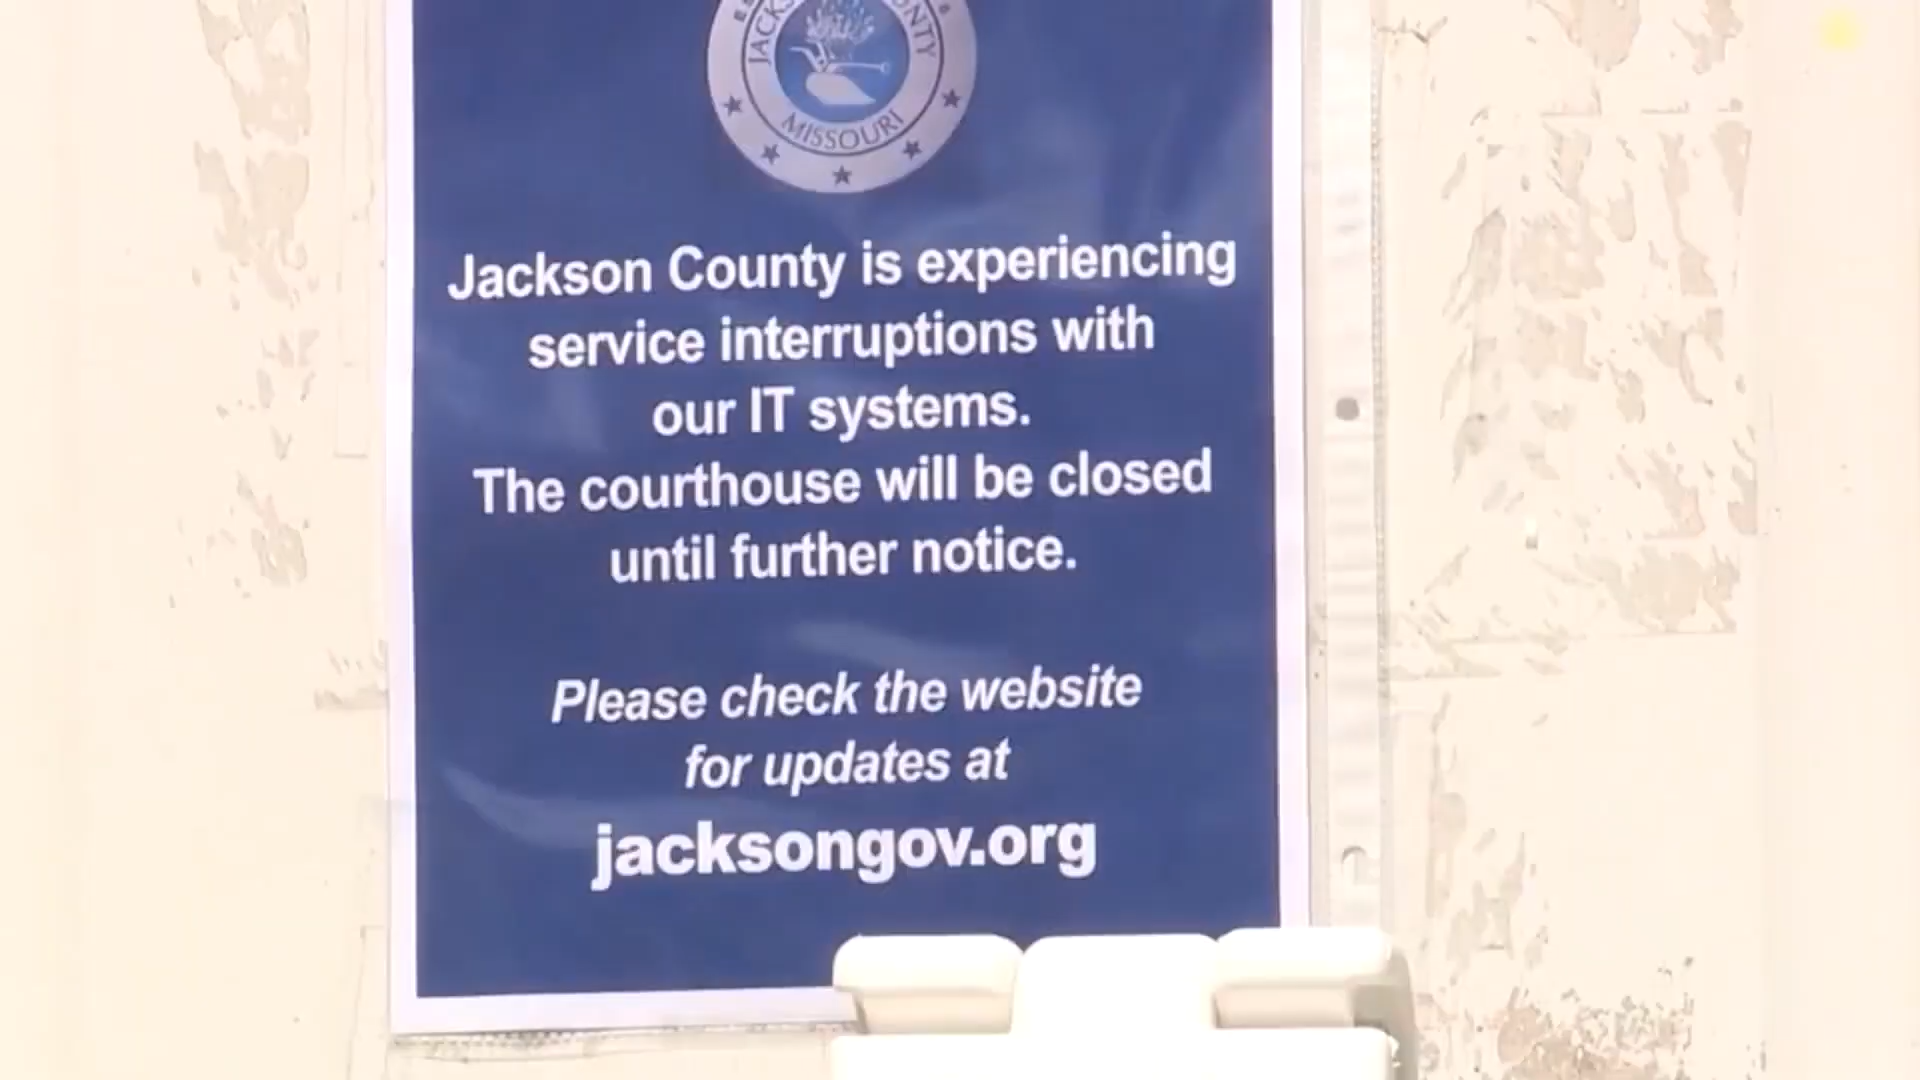 MISSOURI
Jackson County is experiencing
service interruptions with
our IT systems.
The courthouse will be closed
until further notice.
Please check the website
for updates at
jacksongov.org